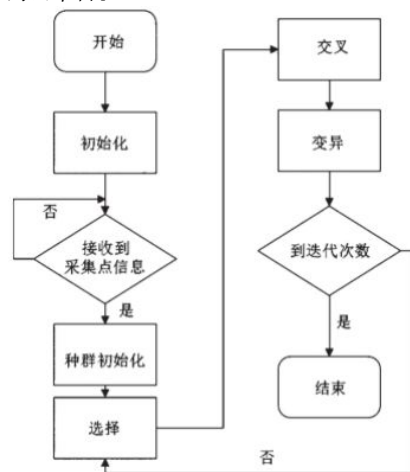 开始
初始化
否
接收到
采集点信息
是
种群初始化
选择
交叉
变异
到迭代次数
是
结束
否